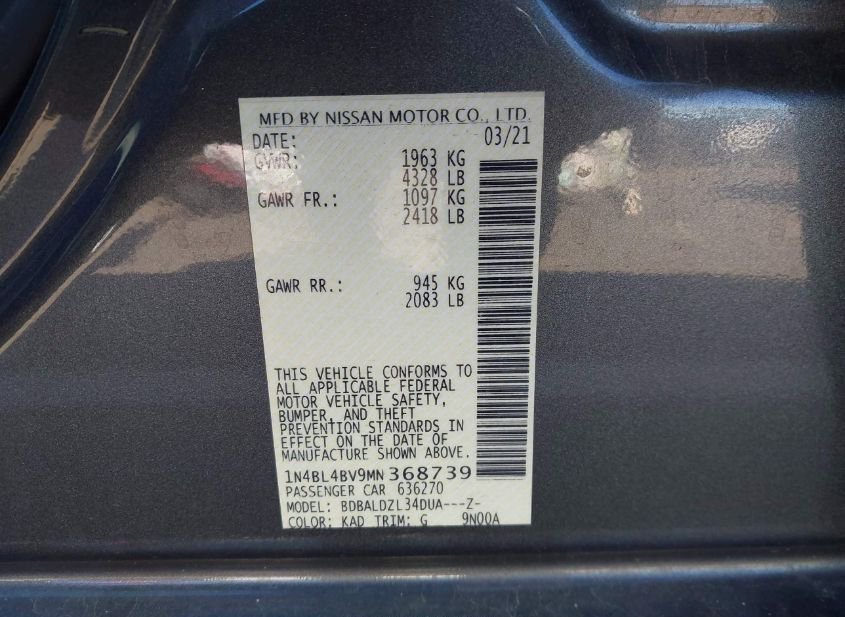 MFD BY NISSAN MOTOR CO., LTD.
DATE: 03/21
GVWR: 1963 KG
4328 LB
GAWR FR.: 1097 KG
2418 LB
GAWR RR.: 945 KG
2083 LB
THIS VEHICLE CONFORMS TO
ALL APPLICABLE FEDERAL
MOTOR VEHICLE SAFETY,
BUMPER, AND THEFT
PREVENTION STANDARDS IN
EFFECT ON THE DATE OF
MANUFACTURE SHOWN ABOVE.
1N4BL4BV9MN368739
PASSENGER CAR 636270
MODEL: BDBALDZL34DUA---Z-
COLOR: KAD TRIM: G 9N00A